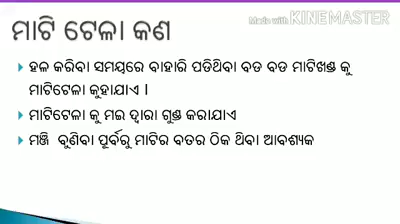 ମାଟି ଟେଳା କଣ
Made with KINEMASTER
ହଳ କରିବା ସମୟରେ ବାହାରି ପଡିଥିବା ବଡ ବଡ ମାଟିଖଣ୍ଡ କୁ
ମାଟିଟେଳା କୁହାଯାଏ ।
ମାଟିଟେଳା କୁ ମଇ ଦ୍ଵାରା ଗୁଣ୍ଡ କରାଯାଏ
ମଞ୍ଜି ବୁଣିବା ପୂର୍ବରୁ ମାଟିର ବତର ଠିକ ଥିବା ଆବଶ୍ୟକ